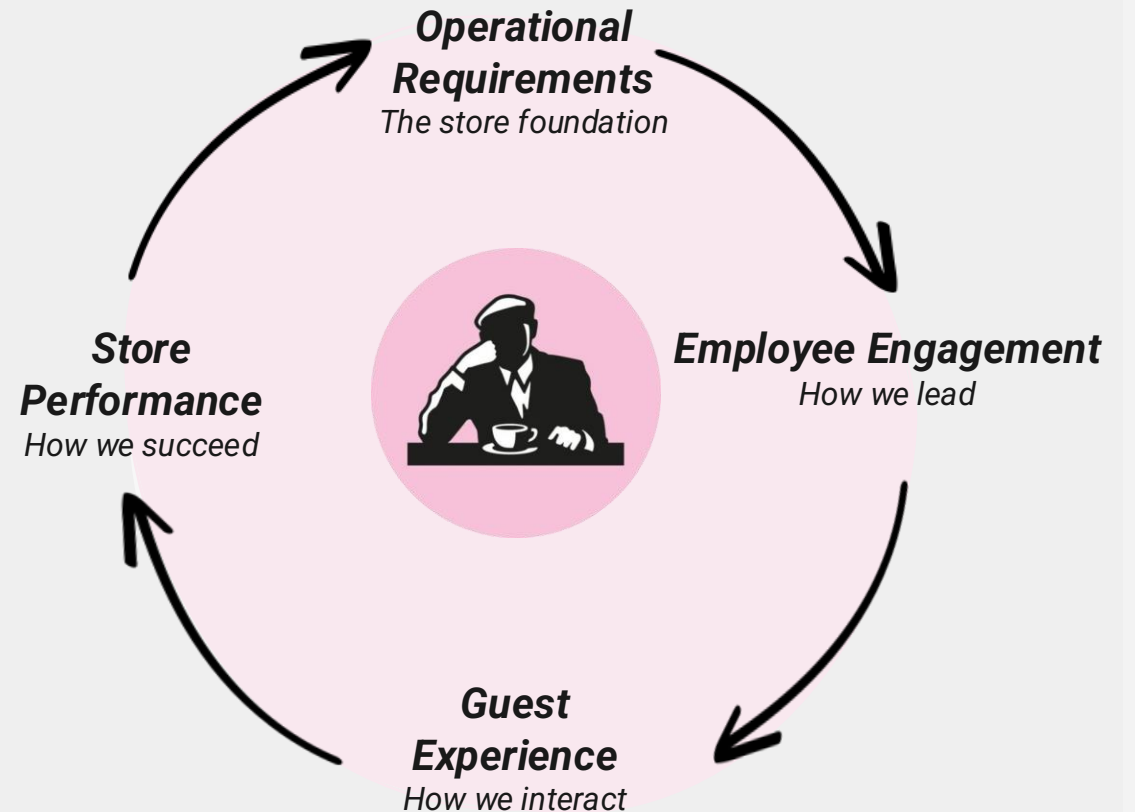 Operational
Requirements
The store foundation
Employee Engagement
How we lead
Guest
Experience
How we interact
Store
Performance
How we succeed